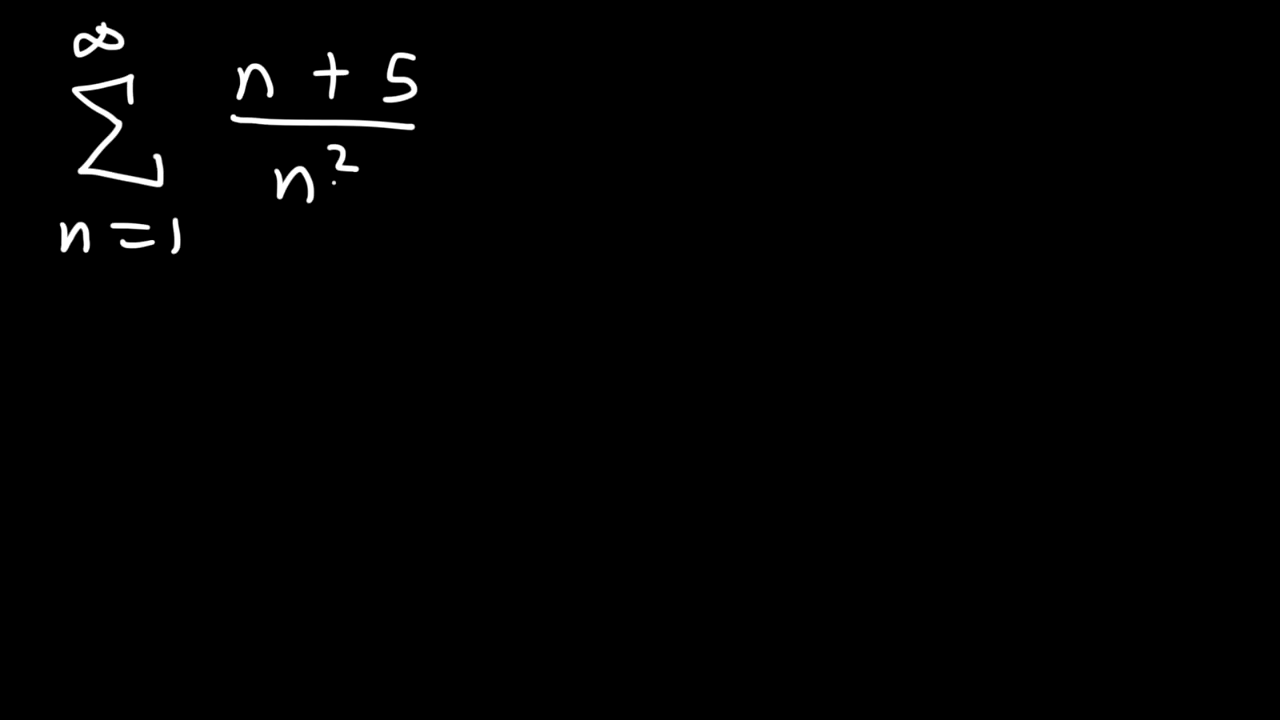 ∞
∑ n + 5 / n²
n = 1